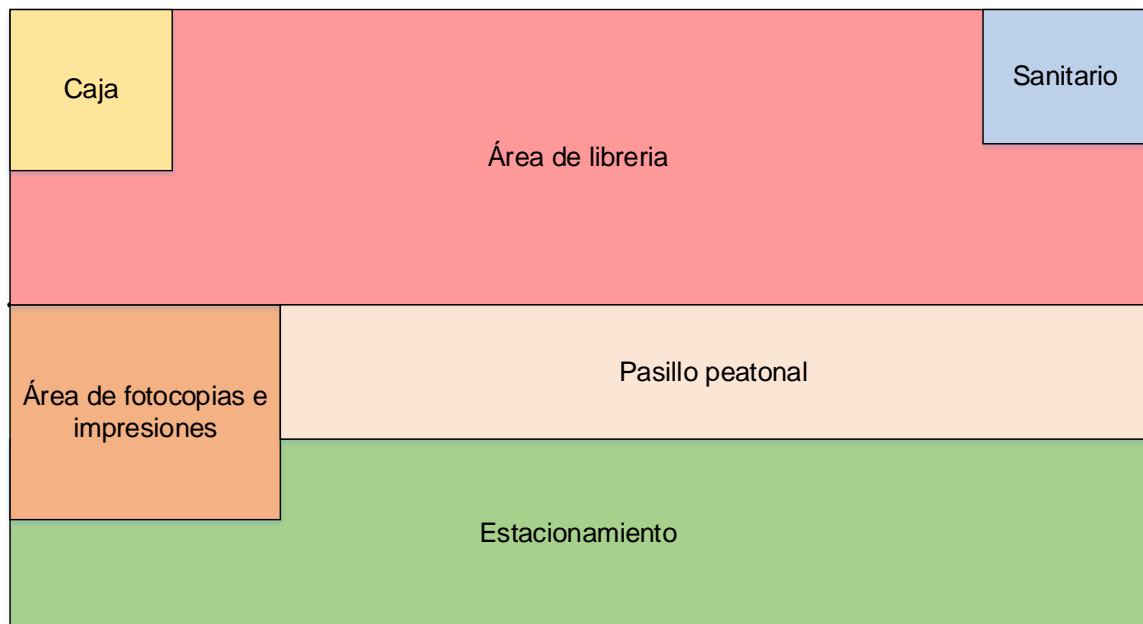 Caja
Sanitario
Área de libreria
Pasillo peatonal
Área de fotocopias e
impresiones
Estacionamiento